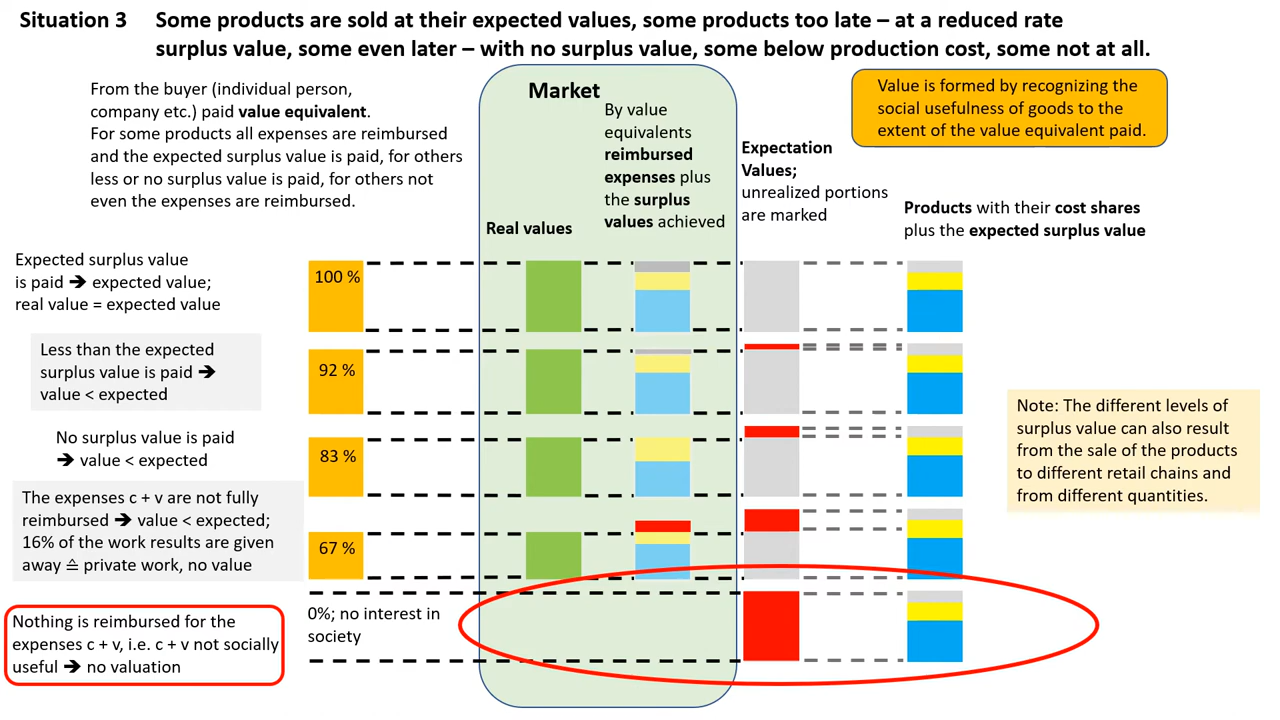 Situation 3 Some products are sold at their expected values, some products too late – at a reduced rate
surplus value, some even later – with no surplus value, some below production cost, some not at all.
From the buyer (individual person,
company etc.) paid value equivalent.
For some products all expenses are reimbursed
and the expected surplus value is paid, for others
less or no surplus value is paid, for others not
even the expenses are reimbursed.
Market
By value
equivalents
reimbursed
expenses plus
the surplus
values achieved
Real values
Value is formed by recognizing the
social usefulness of goods to the
extent of the value equivalent paid.
Expectation
Values;
unrealized portions
are marked
Products with their cost shares
plus the expected surplus value
Expected surplus value
is paid ➔ expected value;
real value = expected value
100 %
Less than the expected
surplus value is paid ➔
value < expected
92 %
No surplus value is paid
➔ value < expected
83 %
The expenses c + v are not fully
reimbursed ➔ value < expected;
16% of the work results are given
away ≙ private work, no value
67 %
Nothing is reimbursed for the
expenses c + v, i.e. c + v not socially
useful ➔ no valuation
0%; no interest in
society
Note: The different levels of
surplus value can also result
from the sale of the products
to different retail chains and
from different quantities.